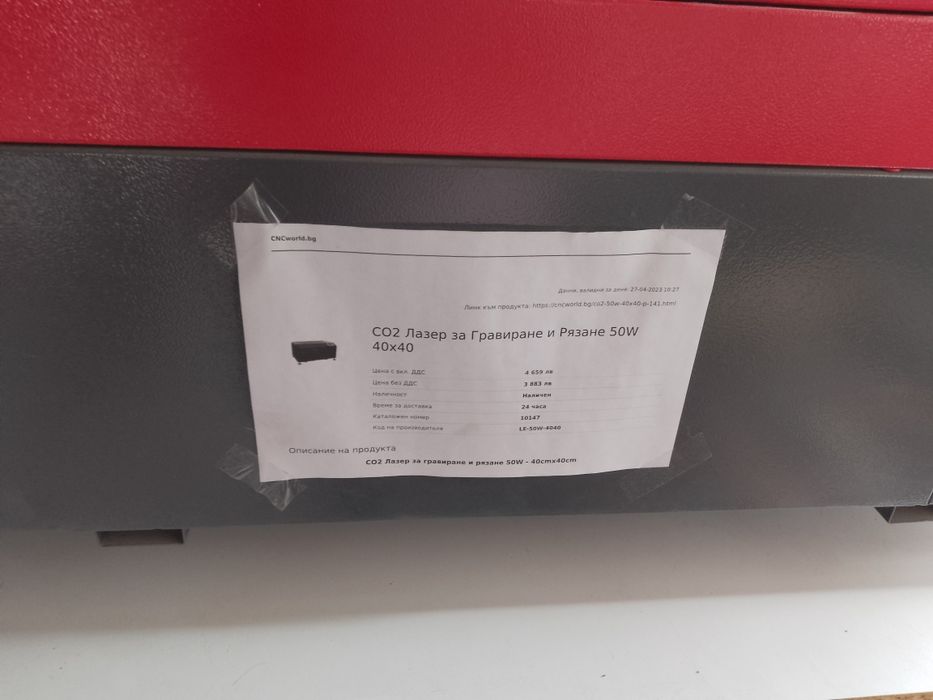 CNCworld.bg
Данни, валидни за дене: 27-04-2023 10:27
Линк към продукта: https://cncworld.bg/co2-50w-40x40-p-141.html
CO2 Лазер за Гравиране и Рязане 50W
40x40
Цена с вкл. ДДС 4 659 лв
Цена без ДДС 3 883 лв
Наличност Наличен
Време за доставка 24 часа
Каталожен номер 10147
Код на производителя LE-50W-4040
Описание на продукта
CO2 Лазер за гравиране и рязане 50W - 40cmx40cm